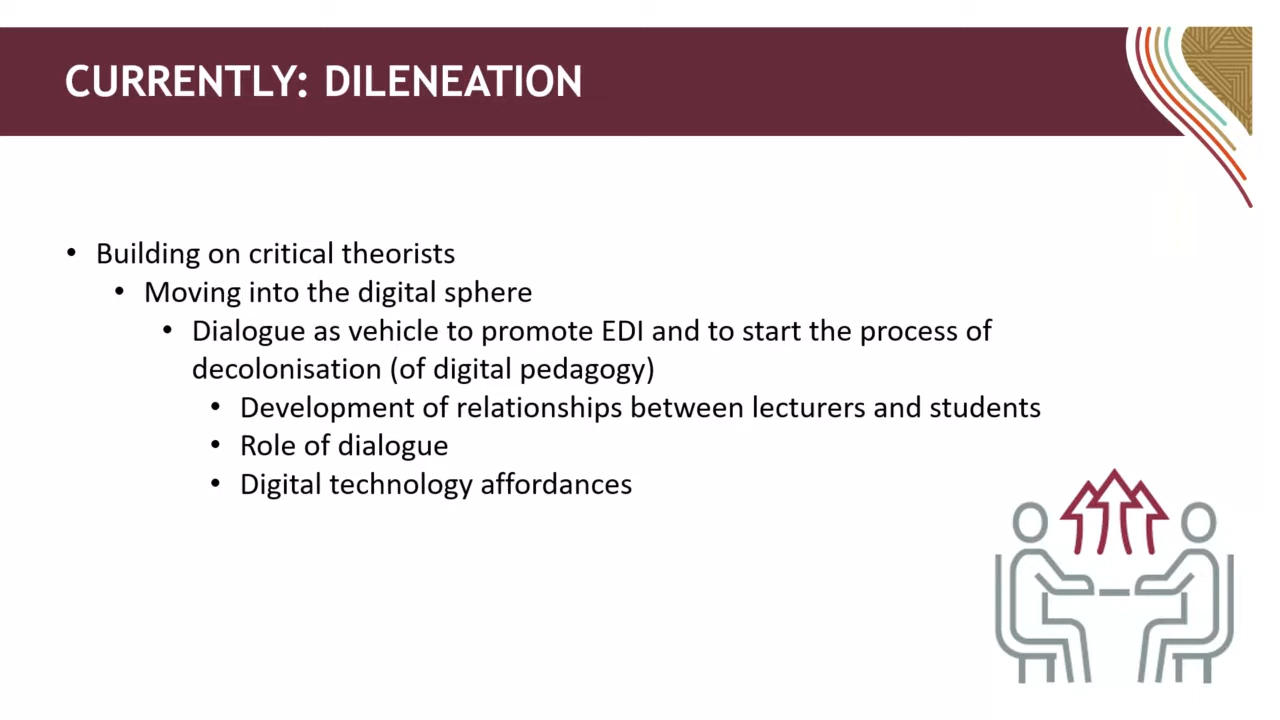 CURRENTLY: DILENEATION
• Building on critical theorists
• Moving into the digital sphere
• Dialogue as vehicle to promote EDI and to start the process of
decolonisation (of digital pedagogy)
• Development of relationships between lecturers and students
• Role of dialogue
• Digital technology affordances